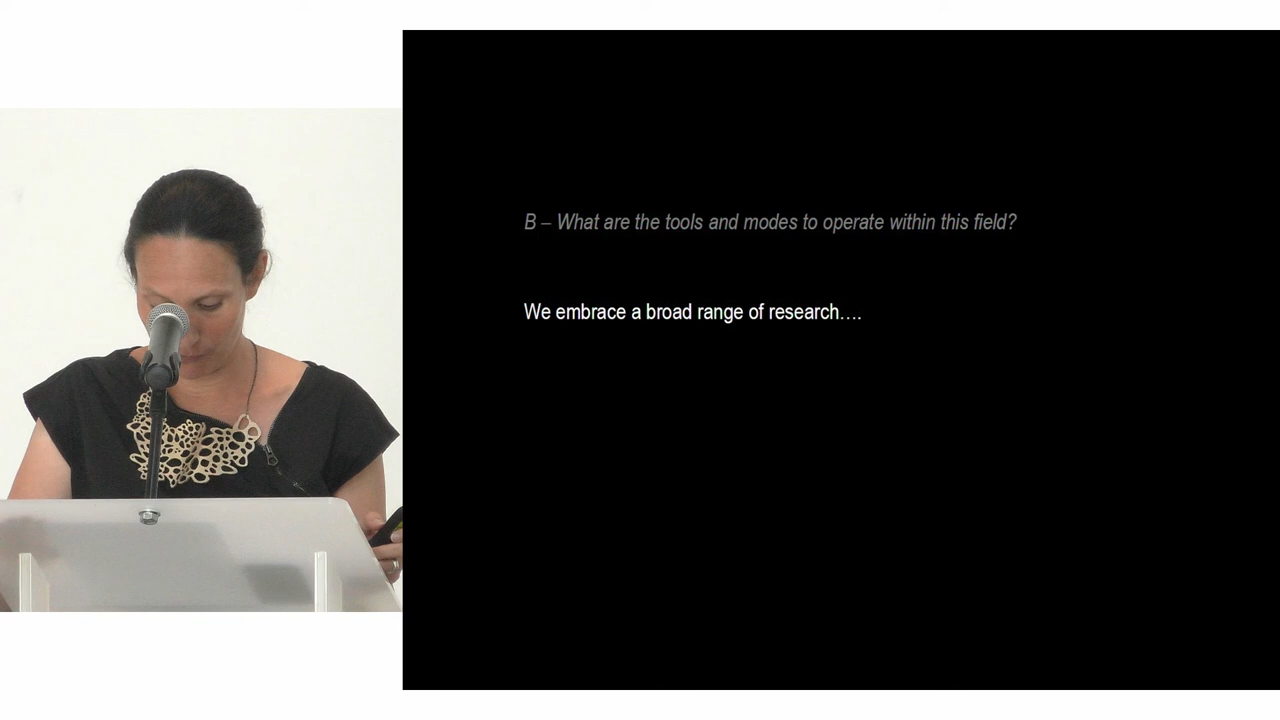 B – What are the tools and modes to operate within this field?
We embrace a broad range of research….